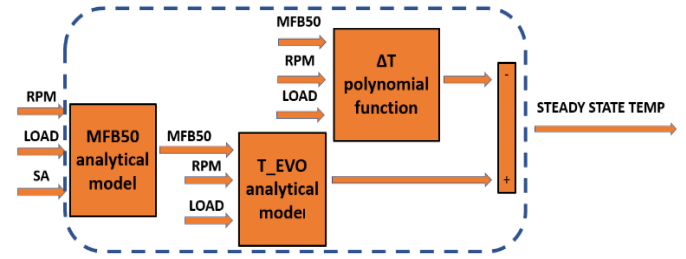 MFB50
RPM
LOAD
ΔT
polynomial
function
-
STEADY STATE TEMP
RPM
LOAD
SA
MFB50
analytical
model
MFB50
RPM
LOAD
T_EVO
analytical
model
+